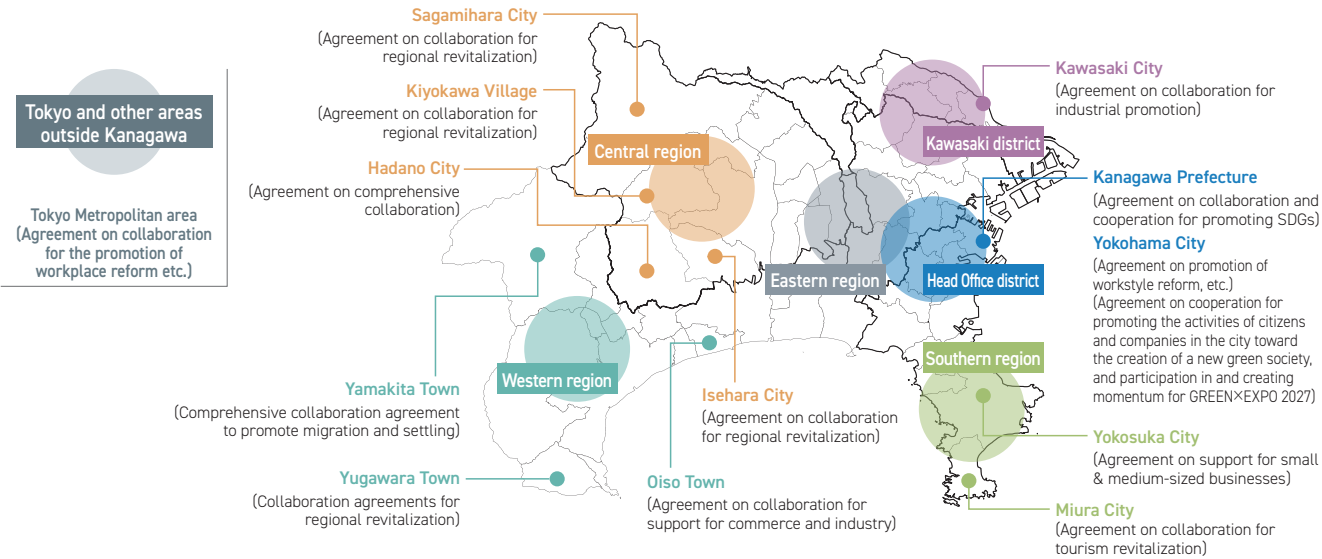 Tokyo and other areas
outside Kanagawa
Tokyo Metropolitan area
(Agreement on collaboration
for the promotion of
workplace reform etc.)
Sagamihara City
(Agreement on collaboration for
regional revitalization)
Kiyokawa Village
(Agreement on collaboration for
regional revitalization)
Hadano City
(Agreement on comprehensive
collaboration)
Central region
Kawasaki district
Eastern region
Head Office district
Western region
Southern region
Kawasaki City
(Agreement on collaboration for
industrial promotion)
Kanagawa Prefecture
(Agreement on collaboration and
cooperation for promoting SDGs)
Yokohama City
(Agreement on promotion of
workstyle reform, etc.)
(Agreement on cooperation for
promoting the activities of citizens
and companies in the city toward
the creation of a new green society,
and participation in and creating
momentum for GREEN×EXPO 2027)
Yamakita Town
(Comprehensive collaboration agreement
to promote migration and settling)
Yugawara Town
(Collaboration agreements for
regional revitalization)
Oiso Town
(Agreement on collaboration for
support for commerce and industry)
Isehara City
(Agreement on collaboration
for regional revitalization)
Yokosuka City
(Agreement on support for small
& medium-sized businesses)
Miura City
(Agreement on collaboration for
tourism revitalization)